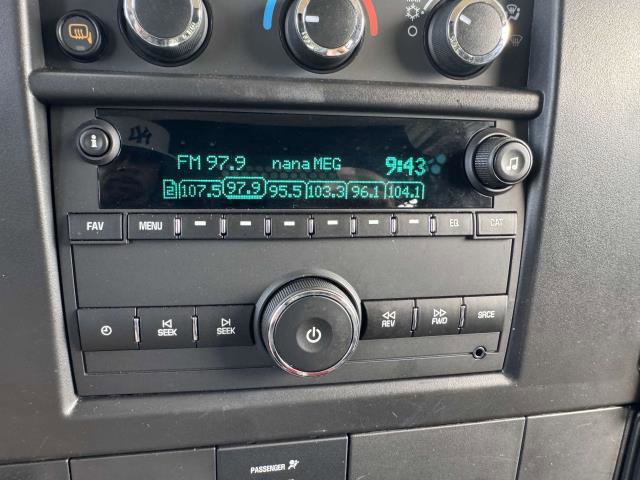 FM 97.9 nana MEG 9:43
2 107.5 97.9 95.5 103.3 96.1 104.1
FAV MENU EQ CAT
SEEK SEEK REV FWD SRCE
PASSENGER